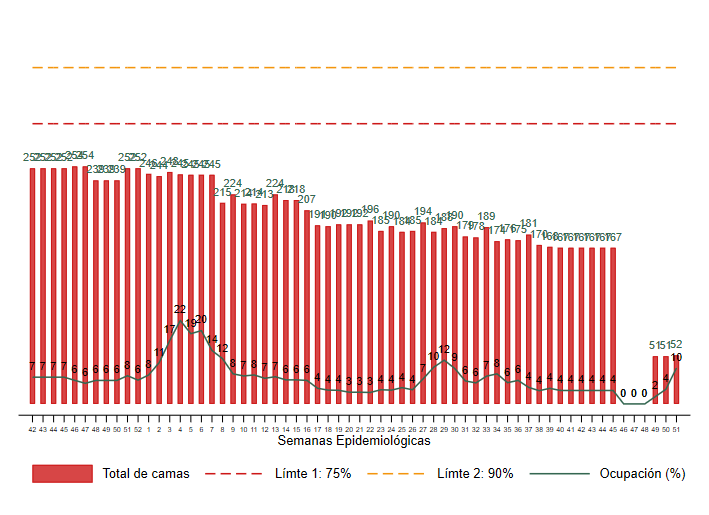 252 252 252 252 254 254 239 239 239 252 252 246 244 248 245 245 245 245 215 224 214 214 213 224 218 218 207 191 190 192 192 192 196 185 190 184 185 194 184 188 190 179 178 189 174 176 175 181 170 168 167 167 167 167 167 167 51 51 52
7 7 7 7 6 6 6 6 6 8 6 8 11 17 22 19 20 14 12 8 7 8 7 7 6 6 6 4 4 4 3 3 3 4 4 4 4 7 10 12 9 6 6 7 8 6 6 4 4 4 4 4 4 4 4 4 0 0 0 2 4 10
42 43 44 45 46 47 48 49 50 51 52 1 2 3 4 5 6 7 8 9 10 11 12 13 14 15 16 17 18 19 20 21 22 23 24 25 26 27 28 29 30 31 32 33 34 35 36 37 38 39 40 41 42 43 44 45 46 47 48 49 50 51
Semanas Epidemiológicas
Total de camas Límte 1: 75% Límte 2: 90% Ocupación (%)